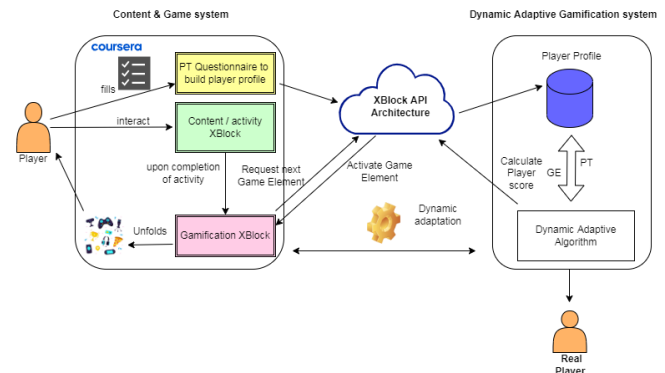 Content & Game system
Dynamic Adaptive Gamification system
coursera
PT Questionnaire to
build player profile
fills
Player Profile
XBlock API
Architecture
interact
Content / activity
XBlock
Player
upon completion
of activity
Request next
Game Element
Activate Game
Element
Calculate
Player
score
GE
PT
Unfolds
Gamification XBlock
Dynamic
adaptation
Dynamic Adaptive
Algorithm
Real
Player